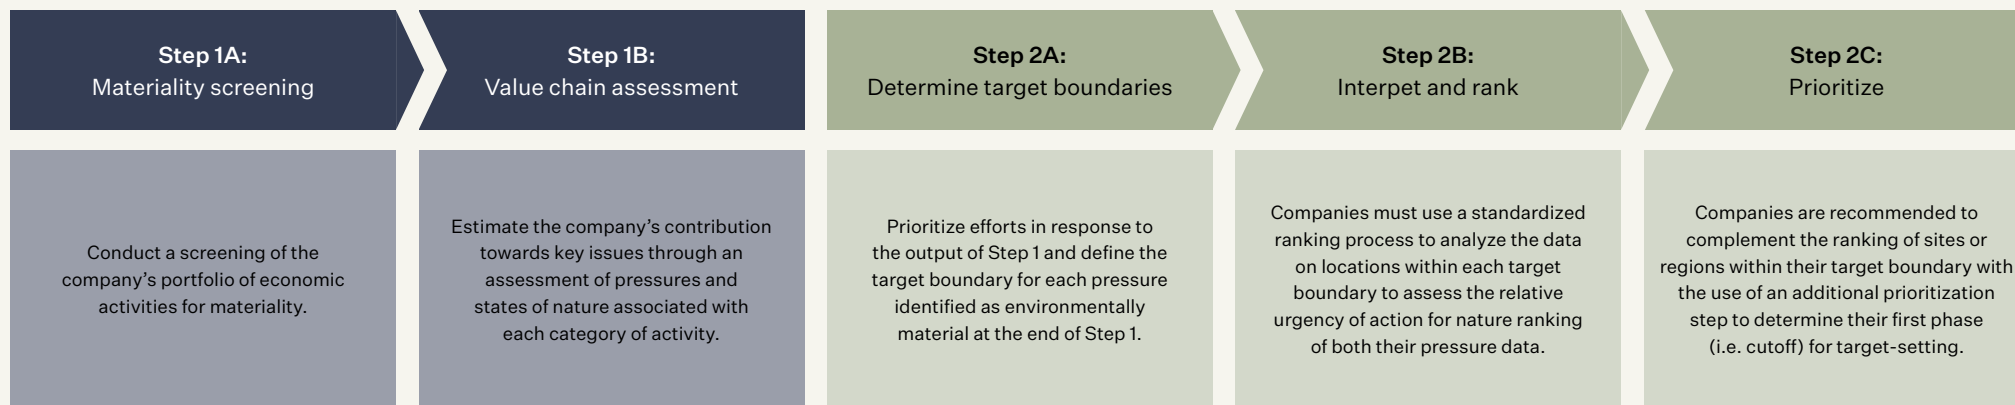 Step 1A:
Materiality screening
Step 1B:
Value chain assessment
Step 2A:
Determine target boundaries
Step 2B:
Interpet and rank
Step 2C:
Prioritize
Conduct a screening of the
company’s portfolio of economic
activities for materiality.
Estimate the company’s contribution
towards key issues through an
assessment of pressures and
states of nature associated with
each category of activity.
Prioritize efforts in response to
the output of Step 1 and define the
target boundary for each pressure
identified as environmentally
material at the end of Step 1.
Companies must use a standardized
ranking process to analyze the data
on locations within each target
boundary to assess the relative
urgency of action for nature ranking
of both their pressure data.
Companies are recommended to
complement the ranking of sites or
regions within their target boundary with
the use of an additional prioritization
step to determine their first phase
(i.e. cutoff) for target-setting.